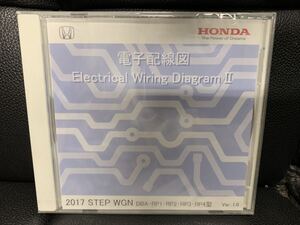 HONDA
The Power of Dreams
電子配線図
Electrical Wiring Diagram Ⅱ
2017 STEP WGN DBA-RP1・RP2・RP3・RP4型 Ver. 1.0